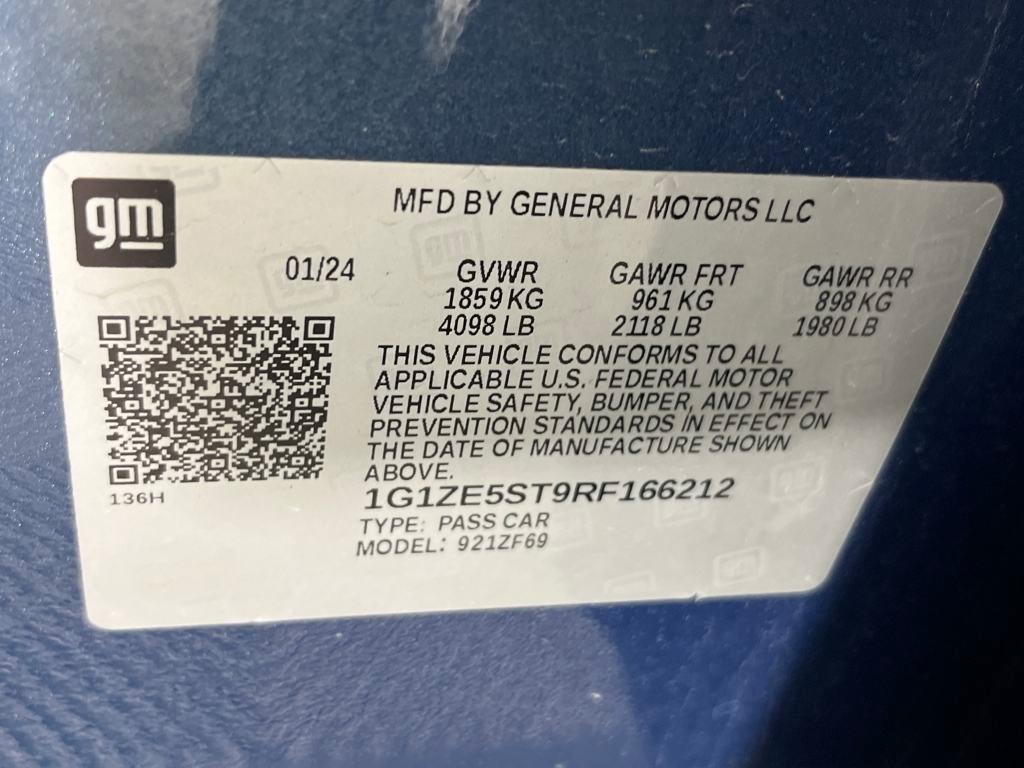 gm
MFD BY GENERAL MOTORS LLC
01/24 GVWR GAWR FRT GAWR RR
1859 KG 961 KG 898 KG
4098 LB 2118 LB 1980 LB
THIS VEHICLE CONFORMS TO ALL
APPLICABLE U.S. FEDERAL MOTOR
VEHICLE SAFETY, BUMPER, AND THEFT
PREVENTION STANDARDS IN EFFECT ON
THE DATE OF MANUFACTURE SHOWN
ABOVE.
136H
1G1ZE5ST9RF166212
TYPE: PASS CAR
MODEL: 921ZF69